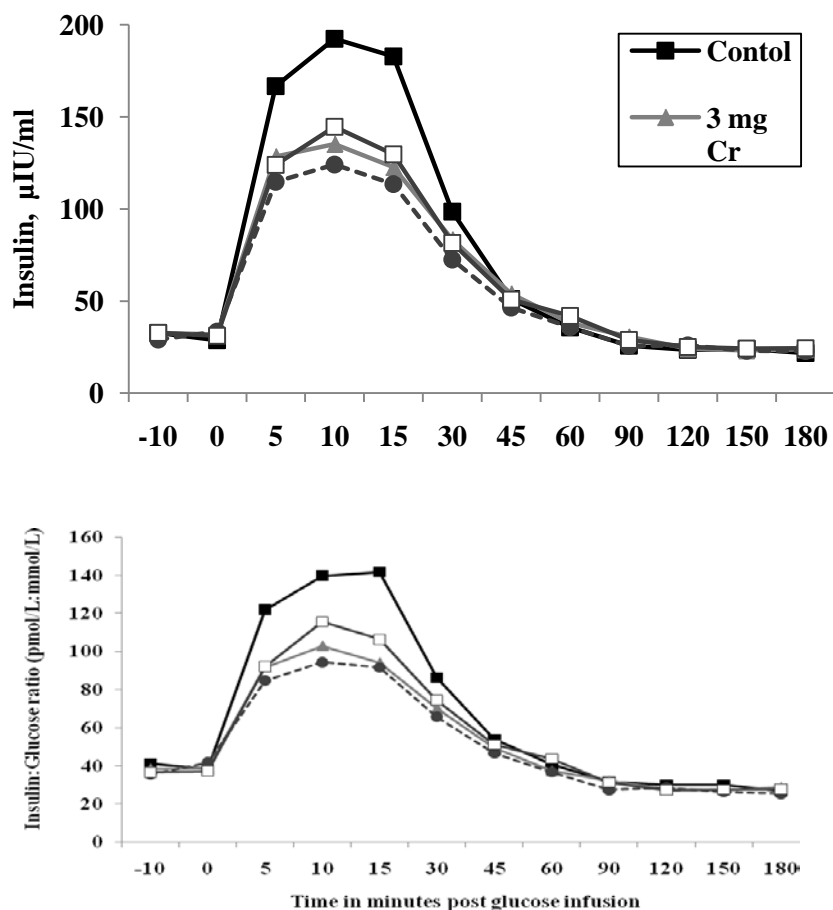 200
150
100
50
0
Insulin, µIU/ml
Contol
3 mg
Cr
-10 0 5 10 15 30 45 60 90 120 150 180
160
140
120
100
80
60
40
20
0
Insulin:Glucose ratio (pmol/L:mmol/L)
-10 0 5 10 15 30 45 60 90 120 150 180
Time in minutes post glucose infusion